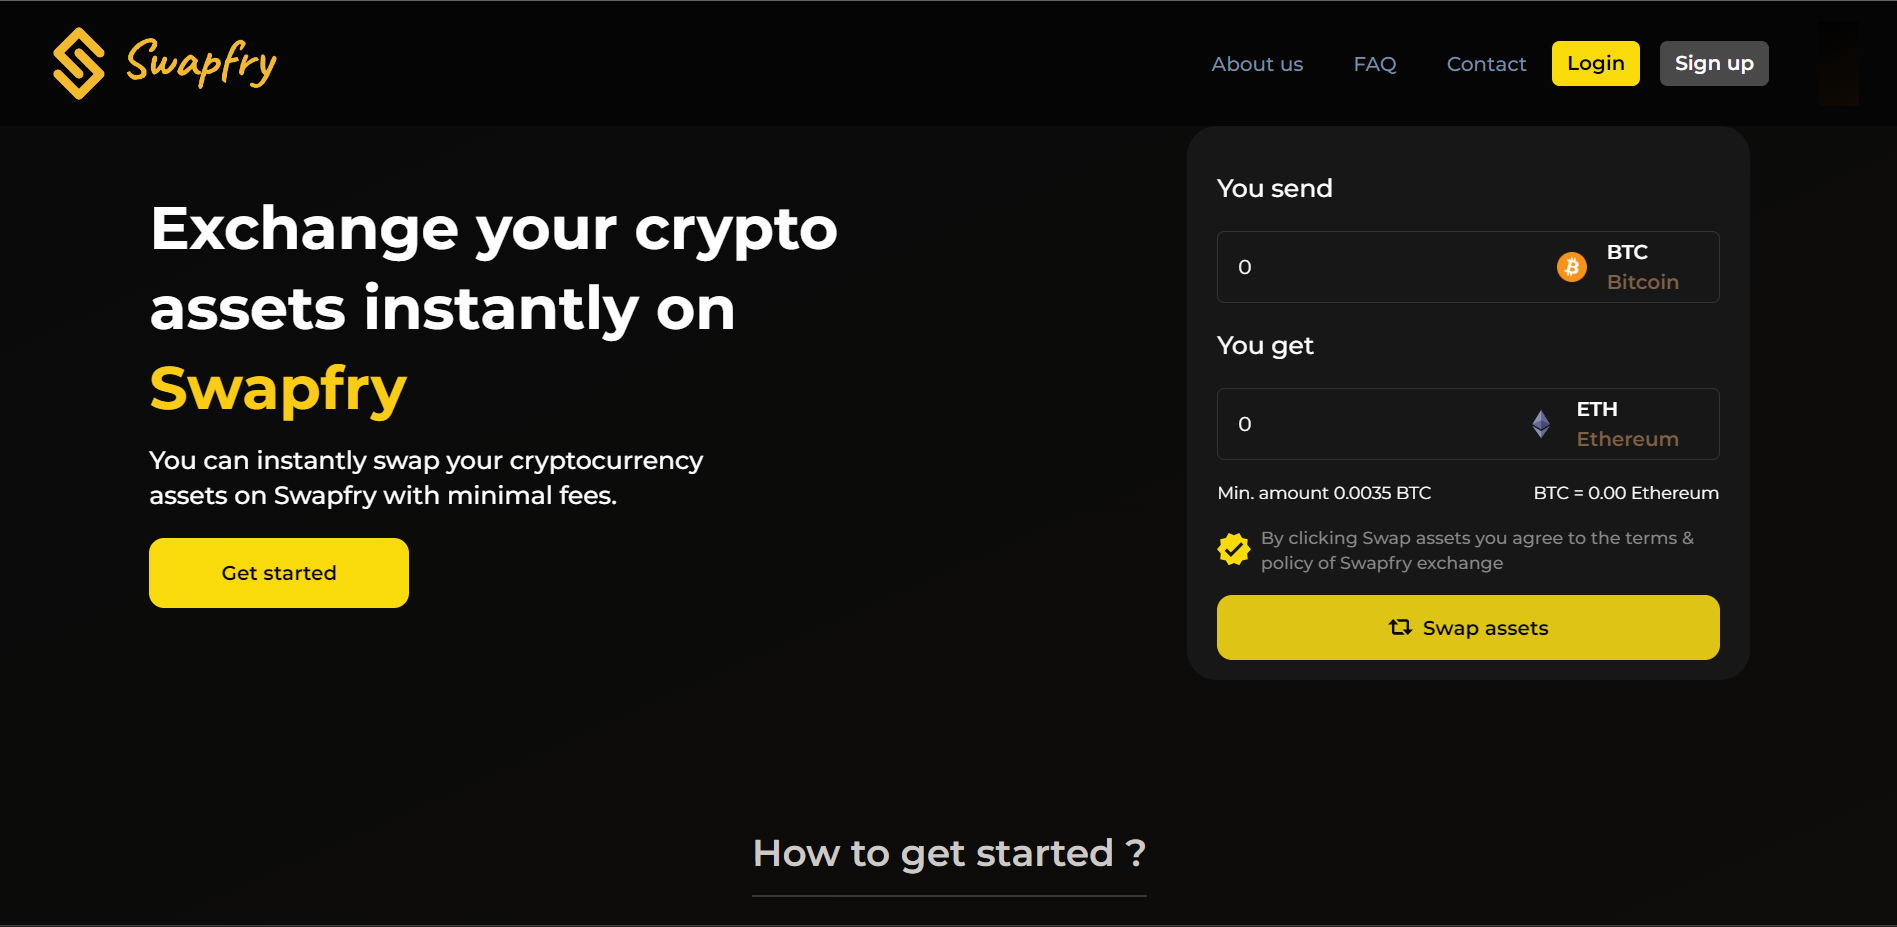 Swapfry
About us
FAQ
Contact
Login
Sign up
Exchange your crypto
assets instantly on
Swapfry
You can instantly swap your cryptocurrency
assets on Swapfry with minimal fees.
Get started
You send
0
BTC
Bitcoin
You get
0
ETH
Ethereum
Min. amount 0.0035 BTC
BTC = 0.00 Ethereum
By clicking Swap assets you agree to the terms &
policy of Swapfry exchange
Swap assets
How to get started ?